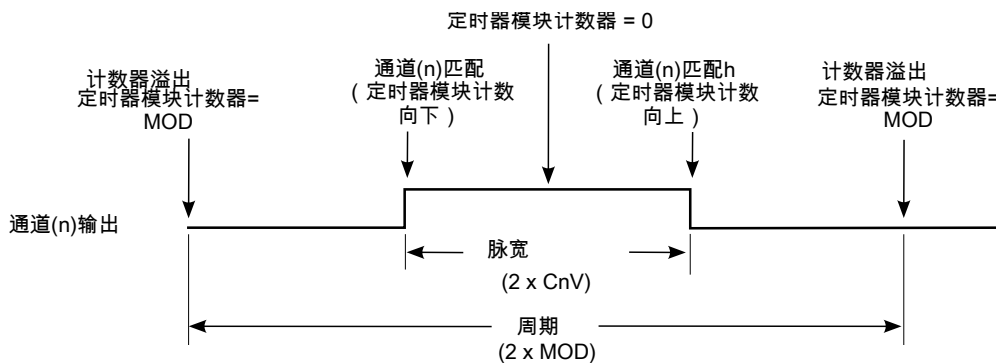 定时器模块计数器 = 0
计数器溢出
定时器模块计数器=
MOD
通道(n)匹配
（定时器模块计数
向下）
通道(n)匹配h
（定时器模块计数
向上）
计数器溢出
定时器模块计数器=
MOD
通道(n)输出
脉宽
(2 x CnV)
周期
(2 x MOD)